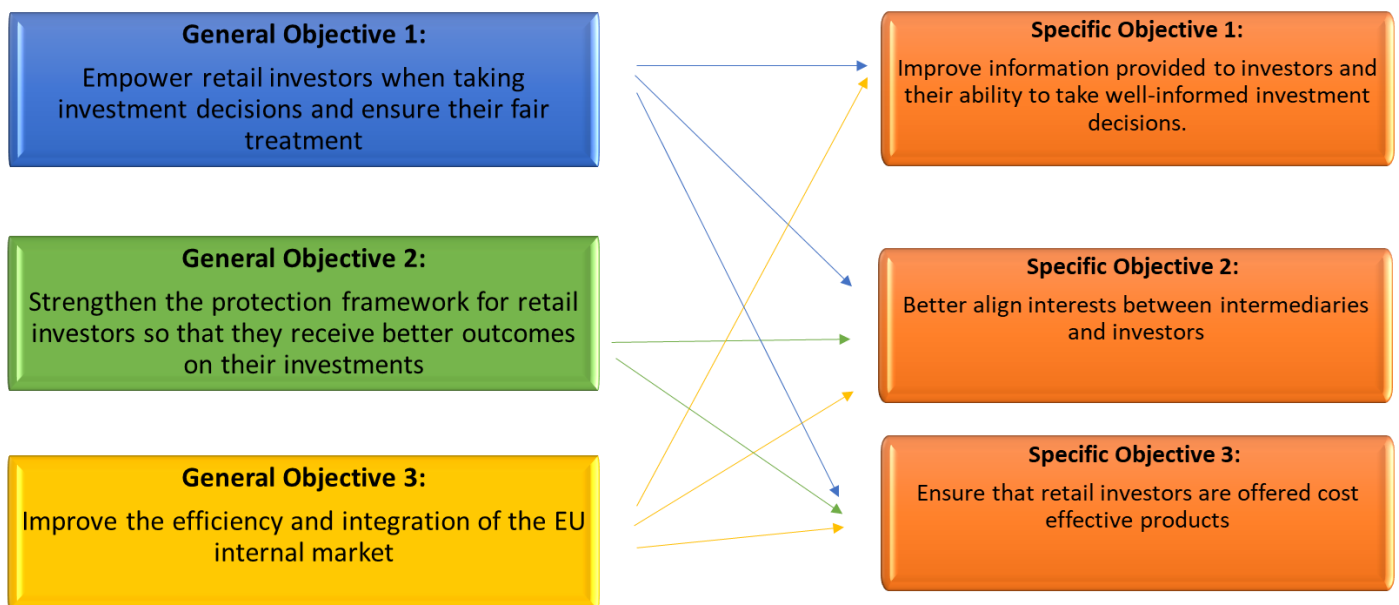 General Objective 1:
Empower retail investors when taking
investment decisions and ensure their fair
treatment
General Objective 2:
Strengthen the protection framework for retail
investors so that they receive better outcomes
on their investments
General Objective 3:
Improve the efficiency and integration of the EU
internal market
Specific Objective 1:
Improve information provided to investors and
their ability to take well-informed investment
decisions.
Specific Objective 2:
Better align interests between intermediaries
and investors
Specific Objective 3:
Ensure that retail investors are offered cost
effective products